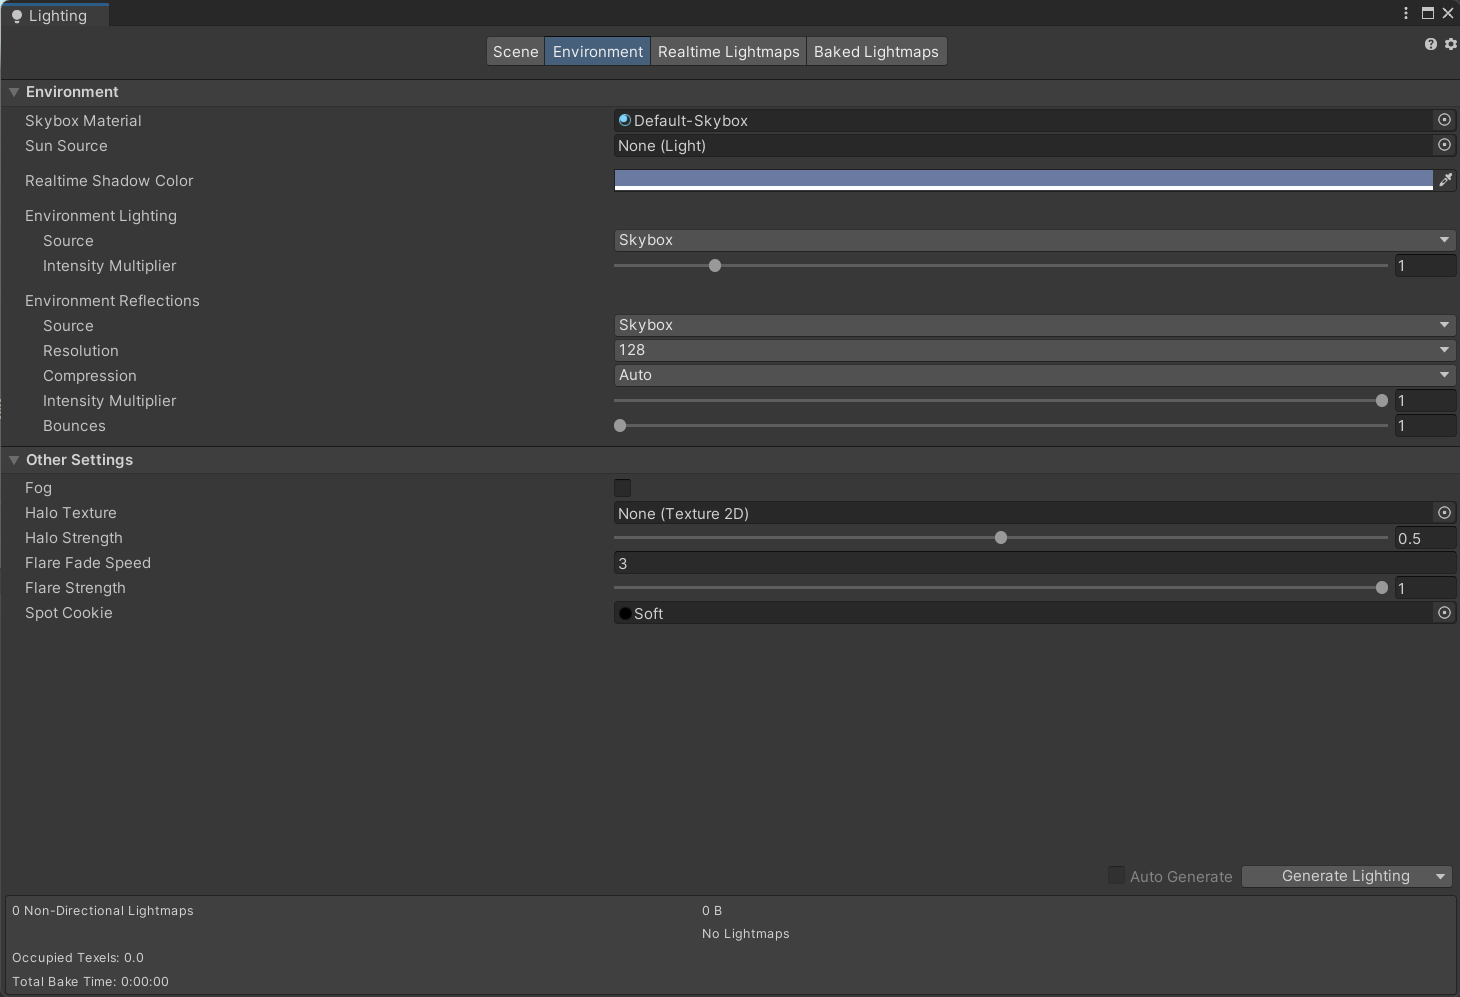 Lighting
Scene Environment Realtime Lightmaps Baked Lightmaps
Environment
Skybox Material Default-Skybox
Sun Source None (Light)
Realtime Shadow Color
Environment Lighting
Source Skybox
Intensity Multiplier 1
Environment Reflections
Source Skybox
Resolution 128
Compression Auto
Intensity Multiplier 1
Bounces 1
Other Settings
Fog
Halo Texture None (Texture 2D)
Halo Strength 0.5
Flare Fade Speed 3
Flare Strength 1
Spot Cookie Soft
Auto Generate Generate Lighting
0 Non-Directional Lightmaps 0 B
No Lightmaps
Occupied Texels: 0.0
Total Bake Time: 0:00:00